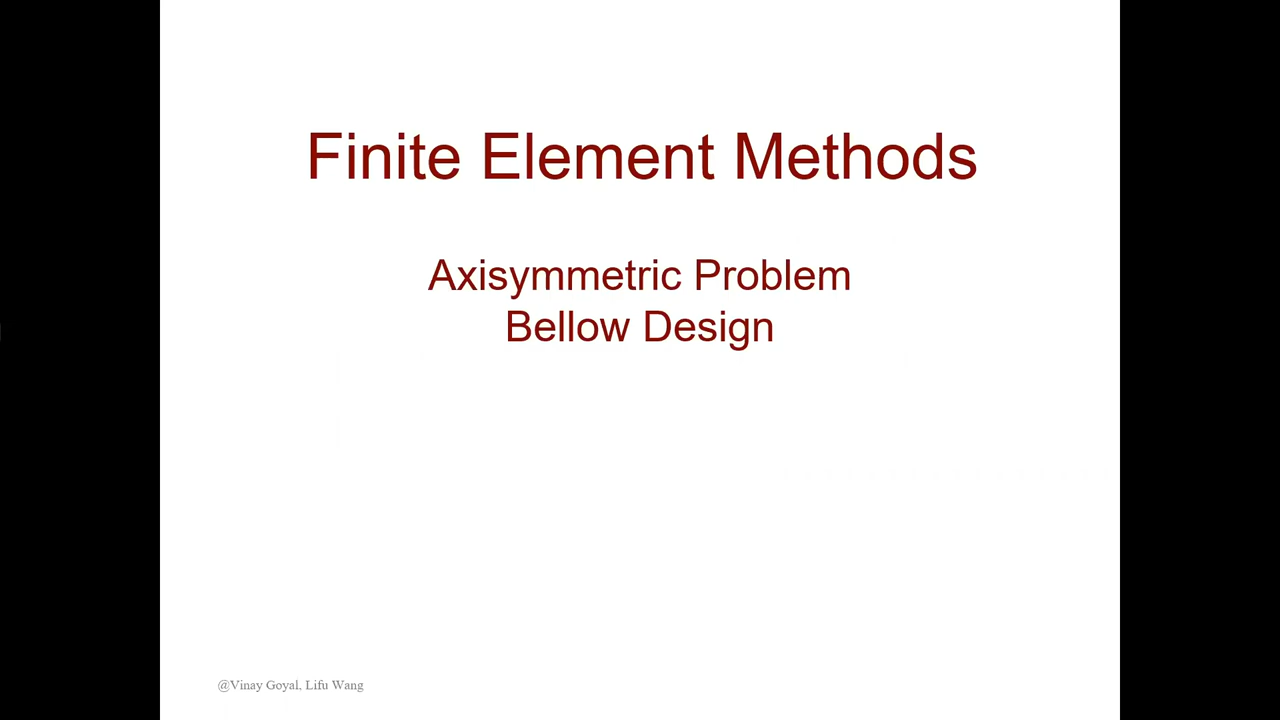 Finite Element Methods
Axisymmetric Problem
Bellow Design
@Vinay Goyal, Lifu Wang